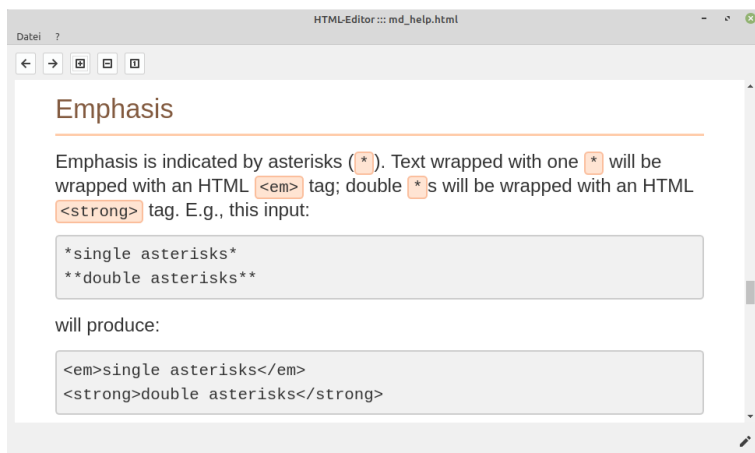 HTML-Editor ::: md_help.html
Datei ?
Emphasis
Emphasis is indicated by asterisks ( * ). Text wrapped with one * will be
wrapped with an HTML <em> tag; double * s will be wrapped with an HTML
<strong> tag. E.g., this input:
*single asterisks*
**double asterisks**
will produce:
<em>single asterisks</em>
<strong>double asterisks</strong>